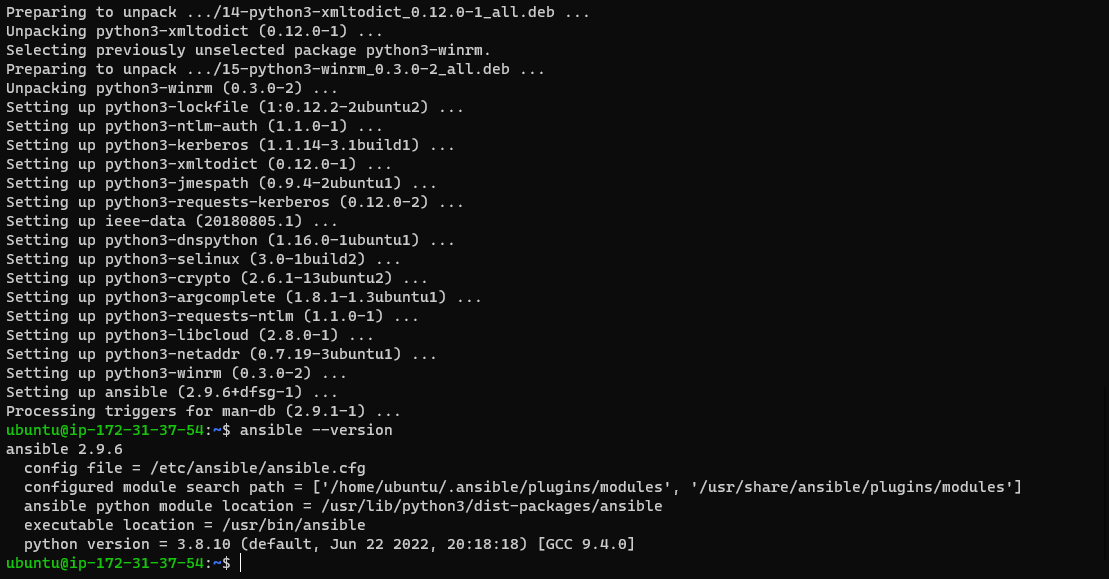 Preparing to unpack .../14-python3-xmltodict_0.12.0-1_all.deb ...
Unpacking python3-xmltodict (0.12.0-1) ...
Selecting previously unselected package python3-winrm.
Preparing to unpack .../15-python3-winrm_0.3.0-2_all.deb ...
Unpacking python3-winrm (0.3.0-2) ...
Setting up python3-lockfile (1:0.12.2-2ubuntu2) ...
Setting up python3-ntlm-auth (1.1.0-1) ...
Setting up python3-kerberos (1.1.14-3.1build1) ...
Setting up python3-xmltodict (0.12.0-1) ...
Setting up python3-jmespath (0.9.4-2ubuntu1) ...
Setting up python3-requests-kerberos (0.12.0-2) ...
Setting up ieee-data (20180805.1) ...
Setting up python3-dnspython (1.16.0-1ubuntu1) ...
Setting up python3-selinux (3.0-1build2) ...
Setting up python3-crypto (2.6.1-13ubuntu2) ...
Setting up python3-argcomplete (1.8.1-1.3ubuntu1) ...
Setting up python3-requests-ntlm (1.1.0-1) ...
Setting up python3-libcloud (2.8.0-1) ...
Setting up python3-netaddr (0.7.19-3ubuntu1) ...
Setting up python3-winrm (0.3.0-2) ...
Setting up ansible (2.9.6+dfsg-1) ...
Processing triggers for man-db (2.9.1-1) ...
ubuntu@ip-172-31-37-54:~$ ansible --version
ansible 2.9.6
  config file = /etc/ansible/ansible.cfg
  configured module search path = ['/home/ubuntu/.ansible/plugins/modules', '/usr/share/ansible/plugins/modules']
  ansible python module location = /usr/lib/python3/dist-packages/ansible
  executable location = /usr/bin/ansible
  python version = 3.8.10 (default, Jun 22 2022, 20:18:18) [GCC 9.4.0]
ubuntu@ip-172-31-37-54:~$